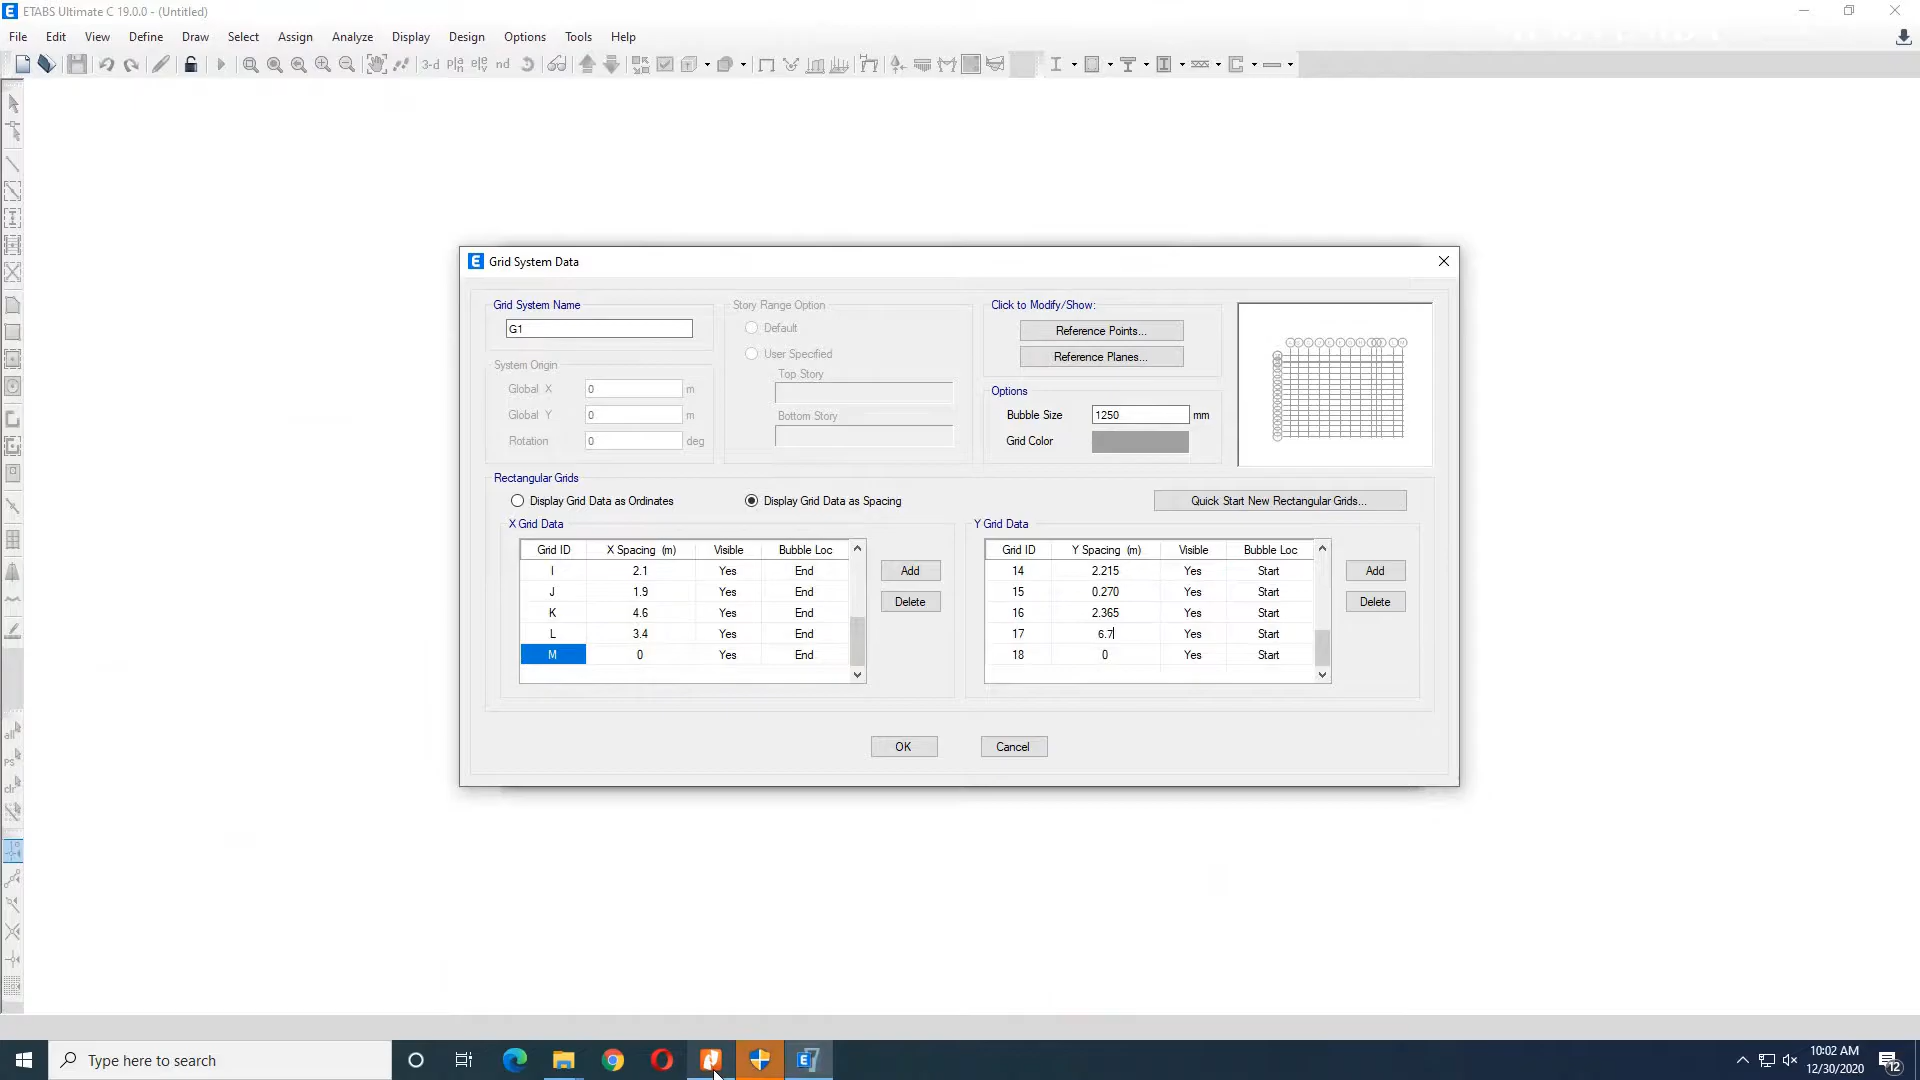 ETABS Ultimate C 19.0.0 - (Untitled)
File Edit View Define Draw Select Assign Analyze Display Design Options Tools Help
3-d
nd
Grid System Data
Grid System Name
G1
Story Range Option
Default
User Specified
Top Story
Bottom Story
Click to Modify/Show:
Reference Points...
Reference Planes...
System Origin
Global X 0 m
Global Y 0 m
Rotation 0 deg
Options
Bubble Size 1250 mm
Grid Color
Rectangular Grids
Display Grid Data as Ordinates
Display Grid Data as Spacing
Quick Start New Rectangular Grids...
X Grid Data
Grid ID X Spacing (m) Visible Bubble Loc
I 2.1 Yes End
J 1.9 Yes End
K 4.6 Yes End
L 3.4 Yes End
M 0 Yes End
Add
Delete
Y Grid Data
Grid ID Y Spacing (m) Visible Bubble Loc
14 2.215 Yes Start
15 0.270 Yes Start
16 2.365 Yes Start
17 6.7 Yes Start
18 0 Yes Start
Add
Delete
OK
Cancel
all
ps
clr
Type here to search
10:02 AM
12/30/2020
12